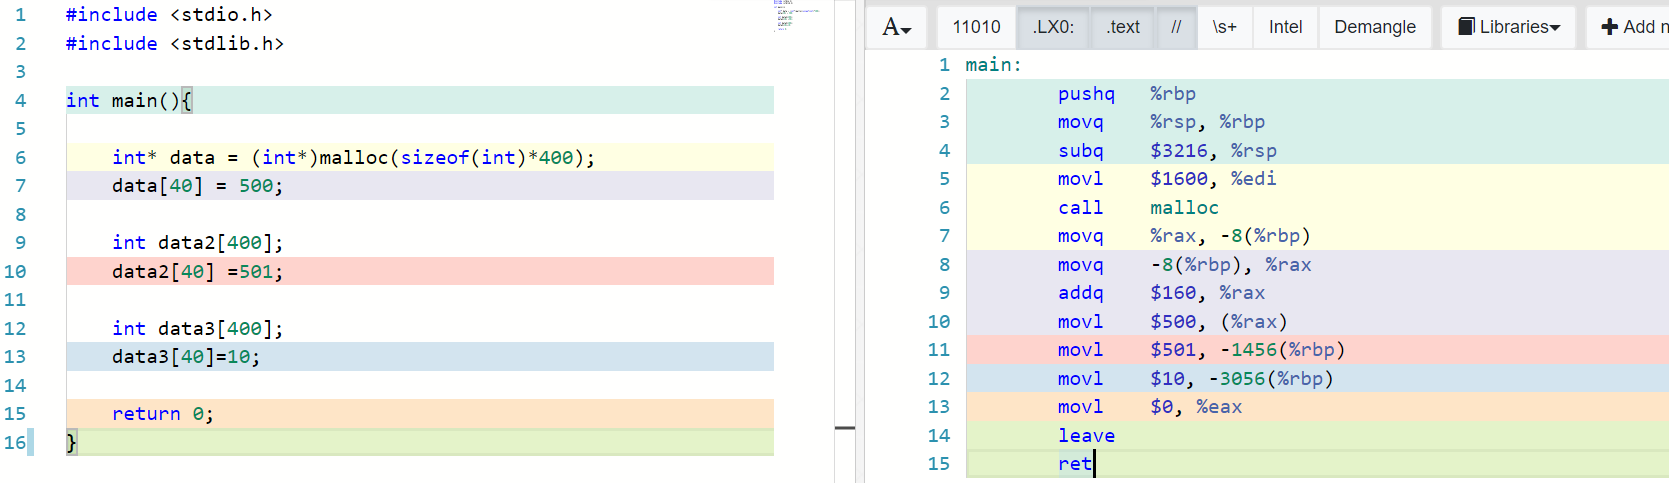 1 #include <stdio.h>
2 #include <stdlib.h>
3
4 int main(){
5
6 int* data = (int*)malloc(sizeof(int)*400);
7 data[40] = 500;
8
9 int data2[400];
10 data2[40] =501;
11
12 int data3[400];
13 data3[40]=10;
14
15 return 0;
16 }
A 11010 .LX0: .text // \s+ Intel Demangle Libraries Add
1 main:
2 pushq %rbp
3 movq %rsp, %rbp
4 subq $3216, %rsp
5 movl $1600, %edi
6 call malloc
7 movq %rax, -8(%rbp)
8 movq -8(%rbp), %rax
9 addq $160, %rax
10 movl $500, (%rax)
11 movl $501, -1456(%rbp)
12 movl $10, -3056(%rbp)
13 movl $0, %eax
14 leave
15 ret